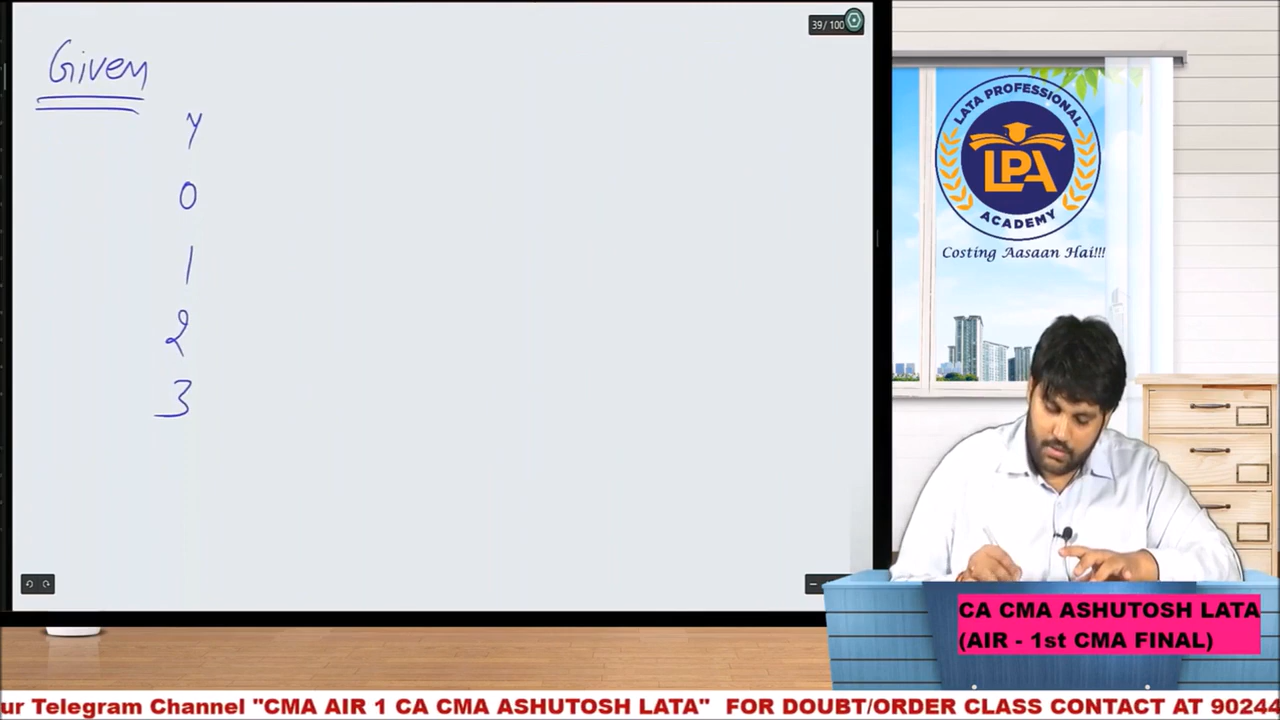 39/100
Given
Y
0
1
2
3
LATA PROFESSIONAL
LPA
ACADEMY
Costing Aasaan Hai!!!
CA CMA ASHUTOSH LATA
(AIR - 1st CMA FINAL)
ur Telegram Channel "CMA AIR 1 CA CMA ASHUTOSH LATA" FOR DOUBT/ORDER CLASS CONTACT AT 90244